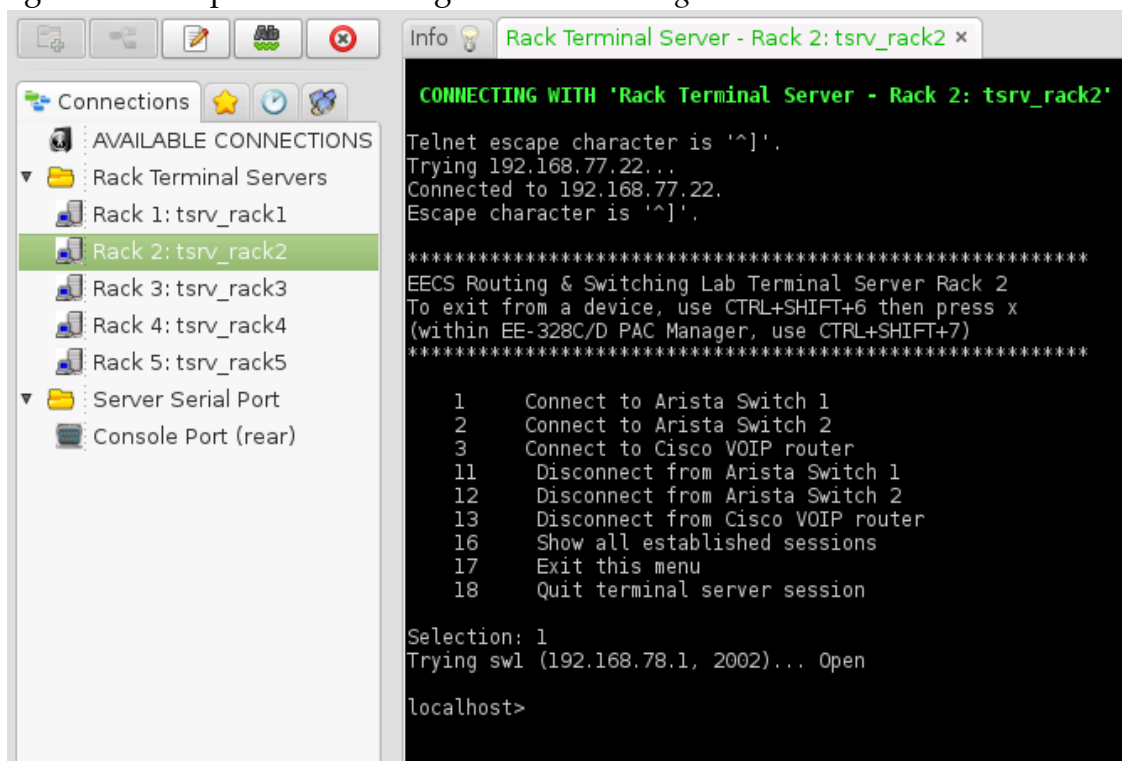 Info
Rack Terminal Server - Rack 2: tsrv_rack2 ×
Ab
Connections
AVAILABLE CONNECTIONS
Rack Terminal Servers
Rack 1: tsrv_rack1
Rack 2: tsrv_rack2
Rack 3: tsrv_rack3
Rack 4: tsrv_rack4
Rack 5: tsrv_rack5
Server Serial Port
Console Port (rear)
CONNECTING WITH 'Rack Terminal Server - Rack 2: tsrv_rack2'
Telnet escape character is '^]'.
Trying 192.168.77.22...
Connected to 192.168.77.22.
Escape character is '^]'.
*********************************************************
EECS Routing & Switching Lab Terminal Server Rack 2
To exit from a device, use CTRL+SHIFT+6 then press x
(within EE-328C/D PAC Manager, use CTRL+SHIFT+7)
*********************************************************
1 Connect to Arista Switch 1
2 Connect to Arista Switch 2
3 Connect to Cisco VOIP router
11 Disconnect from Arista Switch 1
12 Disconnect from Arista Switch 2
13 Disconnect from Cisco VOIP router
16 Show all established sessions
17 Exit this menu
18 Quit terminal server session
Selection: 1
Trying sw1 (192.168.78.1, 2002)... Open
localhost>